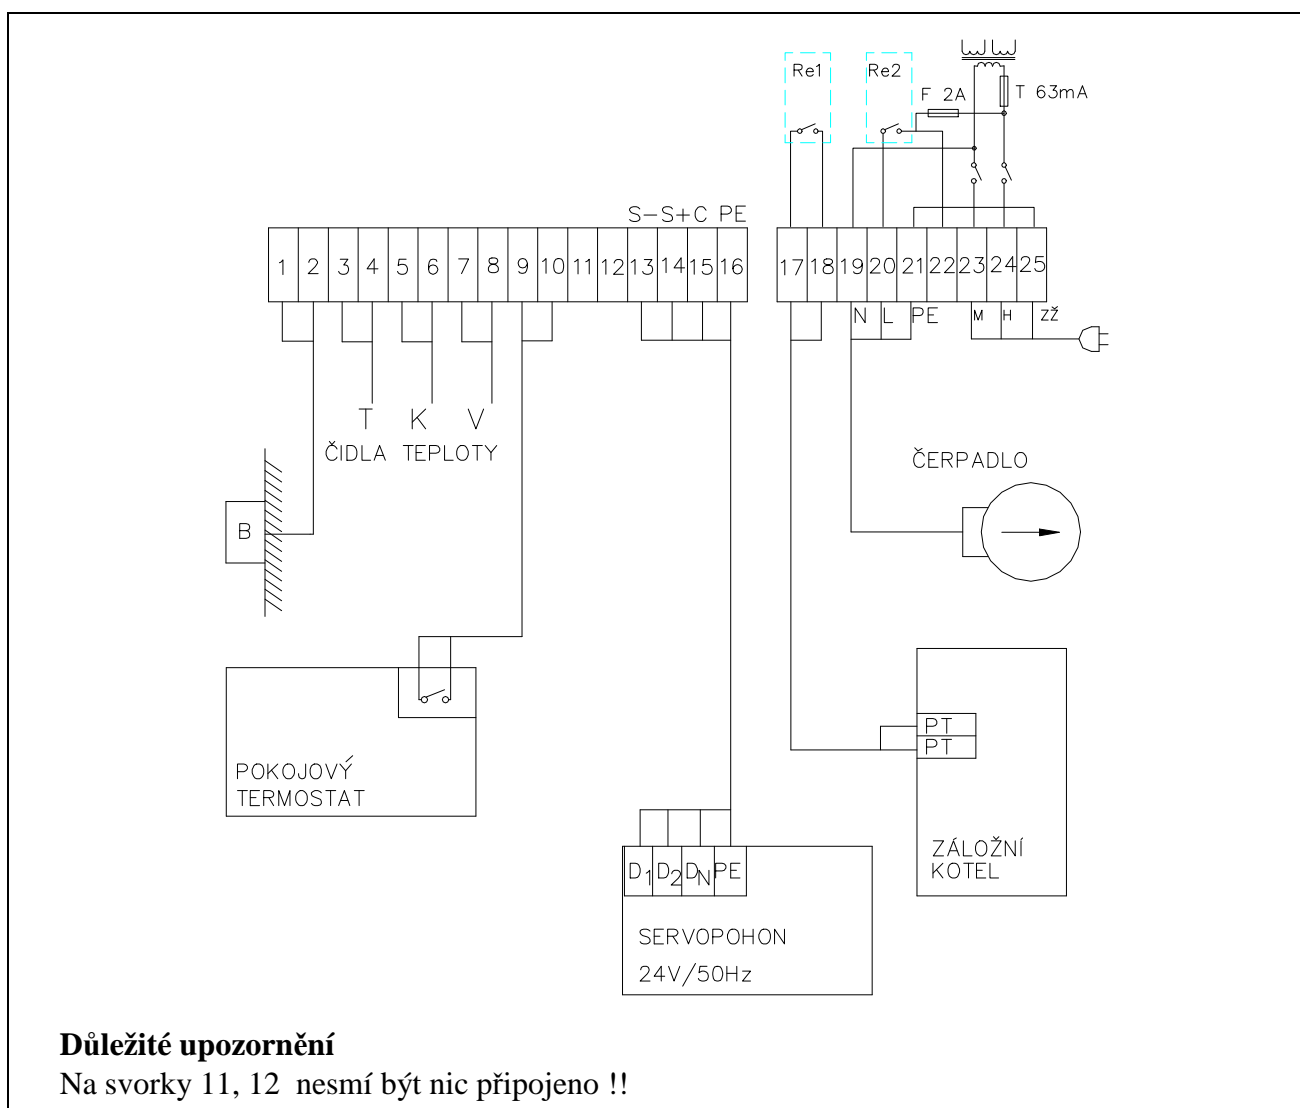 Re1 Re2
F 2A T 63mA
S- S+ C PE
1 2 3 4 5 6 7 8 9 10 11 12 13 14 15 16 17 18 19 20 21 22 23 24 25
N L PE M H ZŽ
T K V
ČIDLA TEPLOTY
ČERPADLO
B
PT
PT
POKOJOVÝ
TERMOSTAT
ZÁLOŽNÍ
KOTEL
D1 D2 DN PE
SERVOPOHON
24V/50Hz
Důležité upozornění
Na svorky 11, 12 nesmí být nic připojeno !!